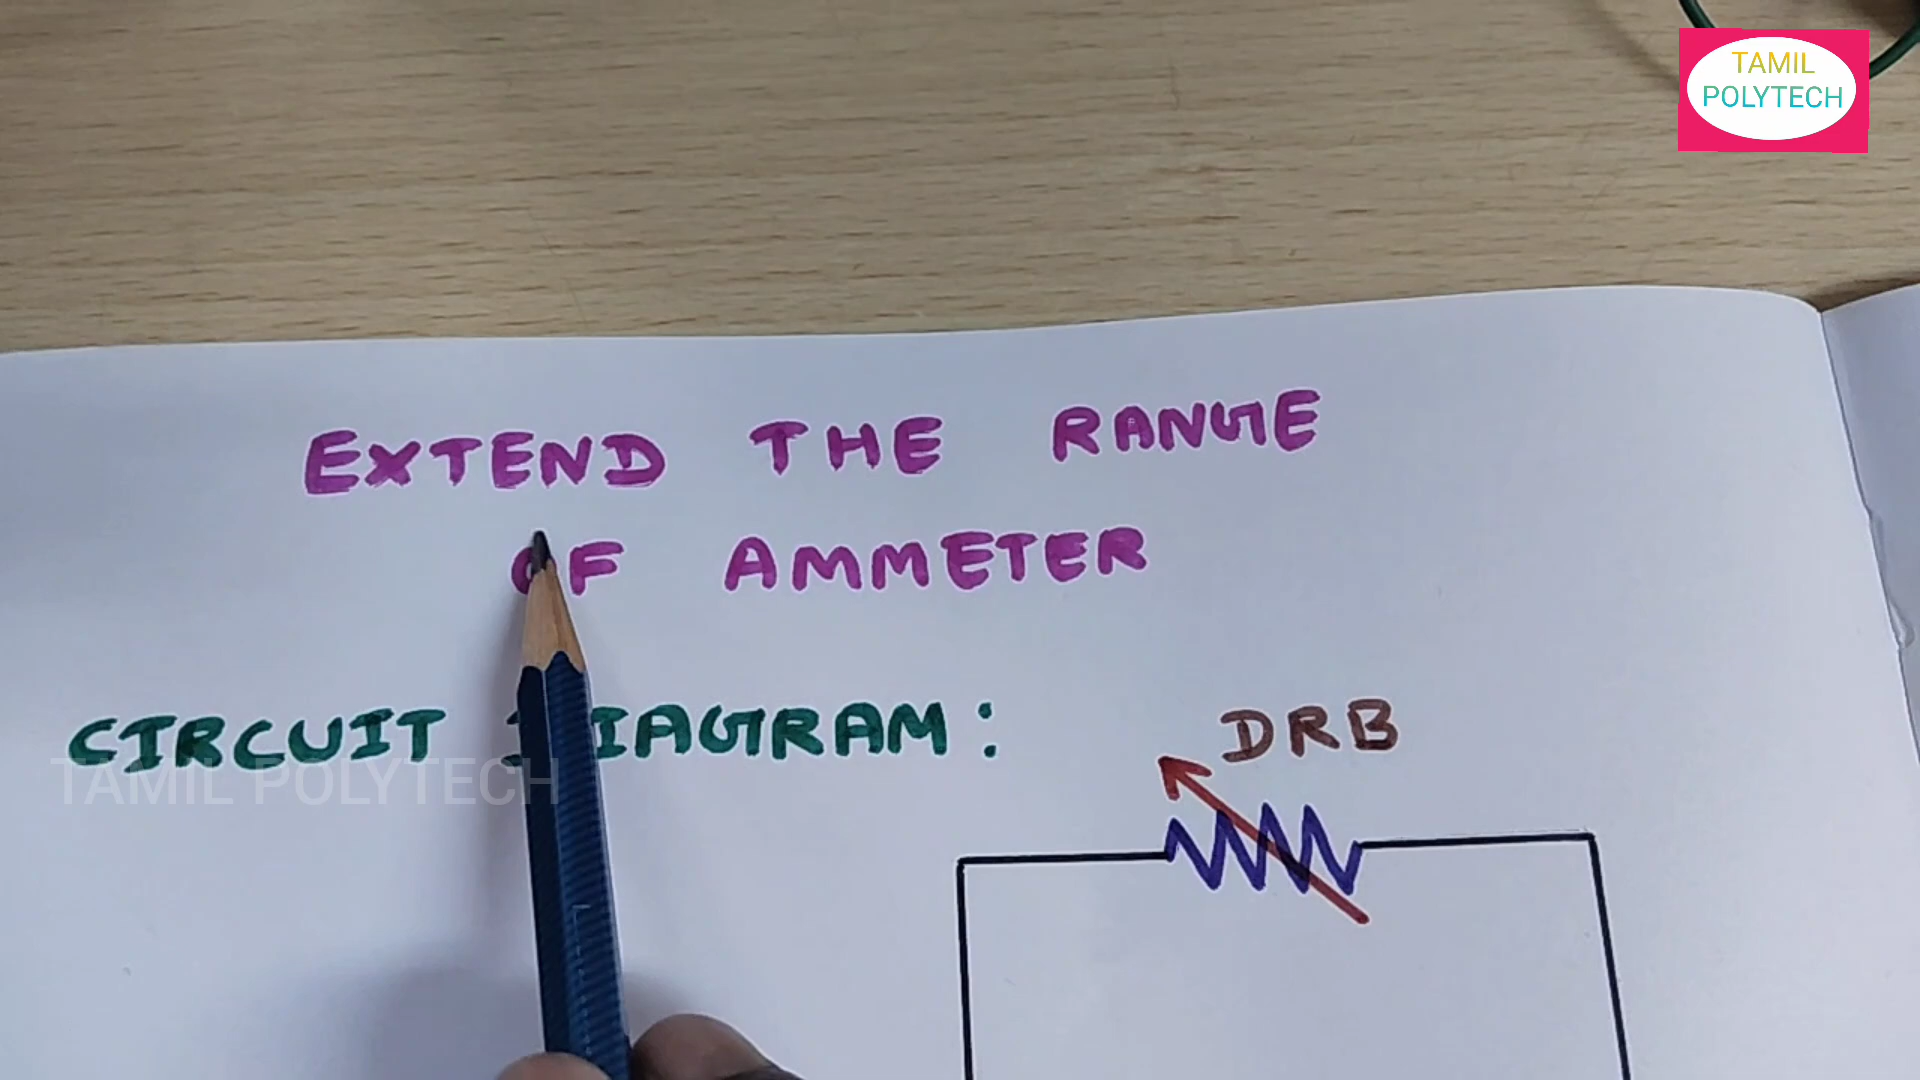 TAMIL
POLYTECH
EXTEND THE RANGE
OF AMMETER
CIRCUIT DIAGRAM:
DRB
TAMIL POLYTECH